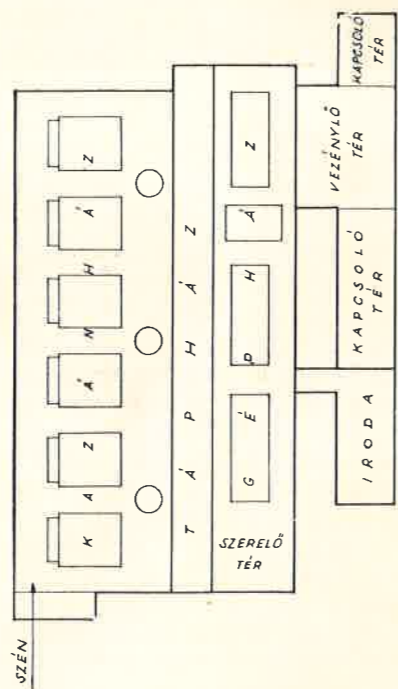 SZÉN
KAZÁNHÁZ
TÁPHÁZ
SZERELŐ
TÉR
GÉPHÁZ
IRODA
KAPCSOLÓ
TÉR
VEZÉNYLŐ
TÉR
KAPCSOLÓ
TÉR